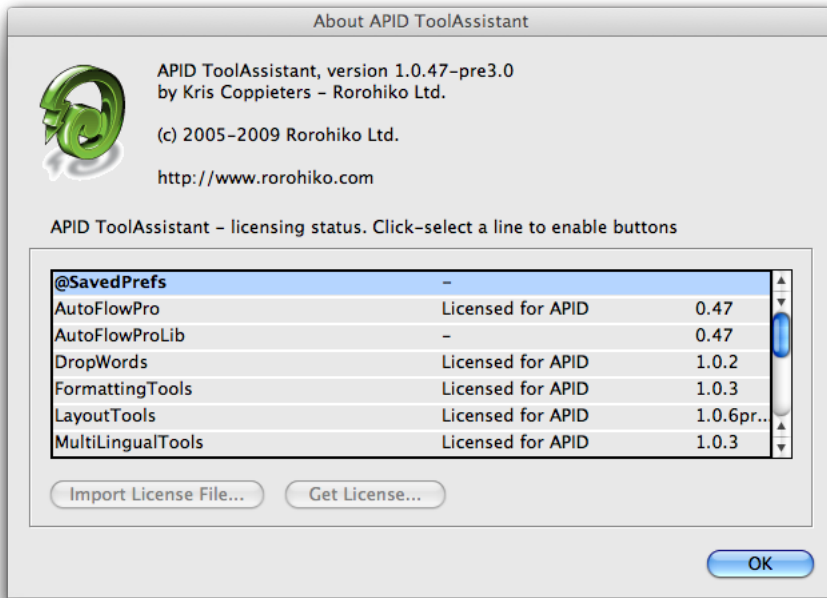 About APID ToolAssistant
APID ToolAssistant, version 1.0.47-pre3.0
by Kris Coppieters - Rorohiko Ltd.
(c) 2005-2009 Rorohiko Ltd.
http://www.rorohiko.com
APID ToolAssistant - licensing status. Click-select a line to enable buttons
@SavedPrefs -
AutoFlowPro Licensed for APID 0.47
AutoFlowProLib - 0.47
DropWords Licensed for APID 1.0.2
FormattingTools Licensed for APID 1.0.3
LayoutTools Licensed for APID 1.0.6pr...
MultiLingualTools Licensed for APID 1.0.3
Import License File... Get License...
OK